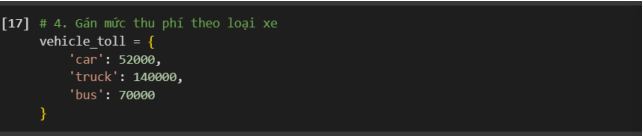 [17] # 4. Gán mức thu phí theo loại xe
vehicle_toll = {
    'car': 52000,
    'truck': 140000,
    'bus': 70000
}